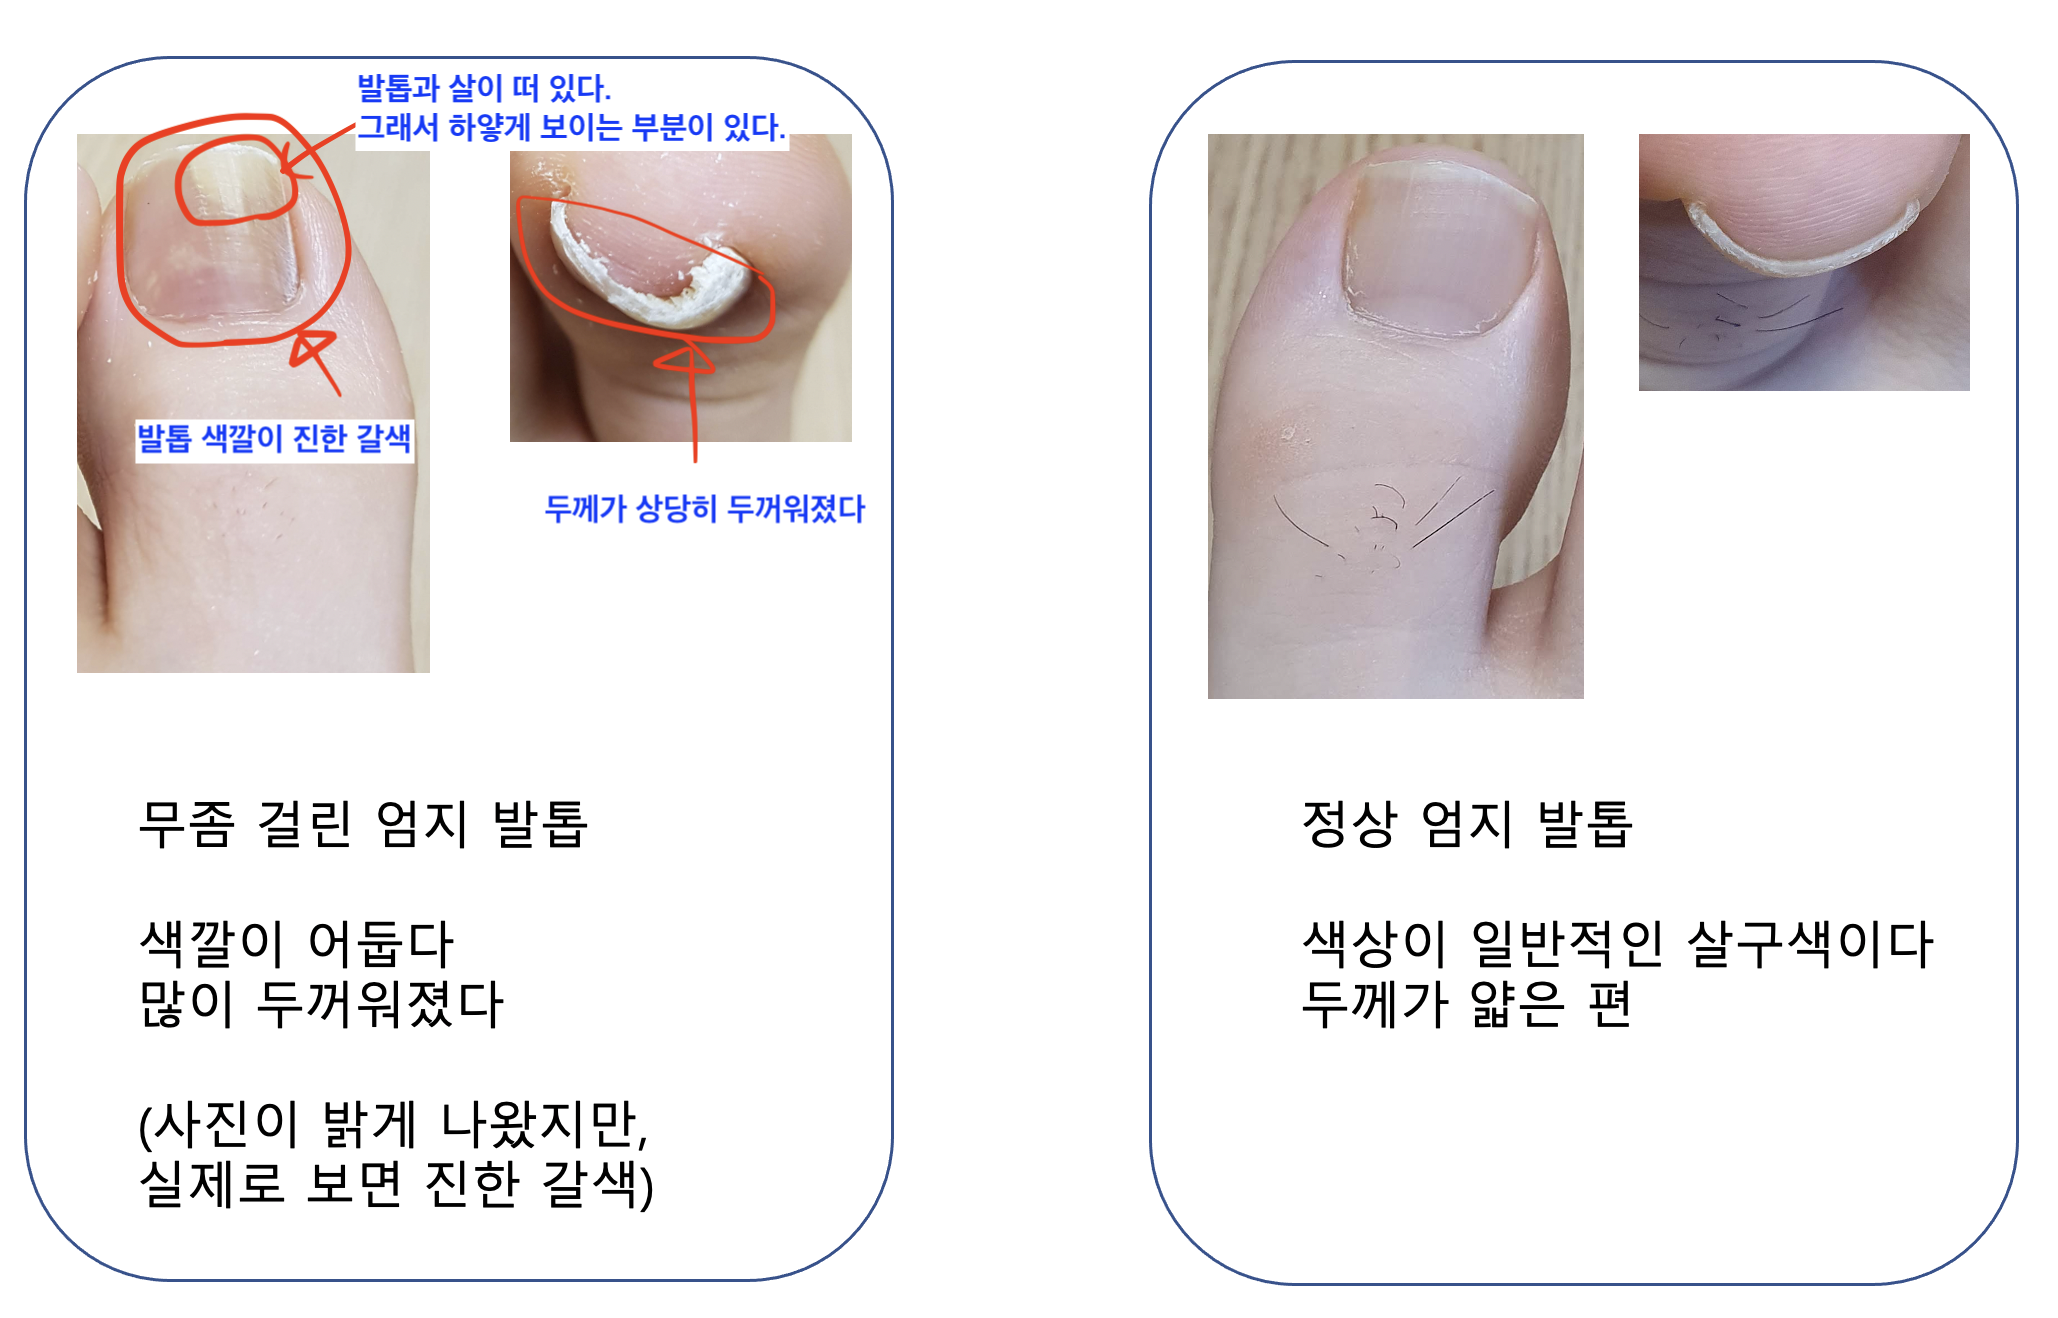 발톱과 살이 떠 있다.
그래서 하얗게 보이는 부분이 있다.
발톱 색깔이 진한 갈색
두께가 상당히 두꺼워졌다
무좀 걸린 엄지 발톱
색깔이 어둡다
많이 두꺼워졌다
(사진이 밝게 나왔지만,
실제로 보면 진한 갈색)
정상 엄지 발톱
색상이 일반적인 살구색이다
두께가 얇은 편